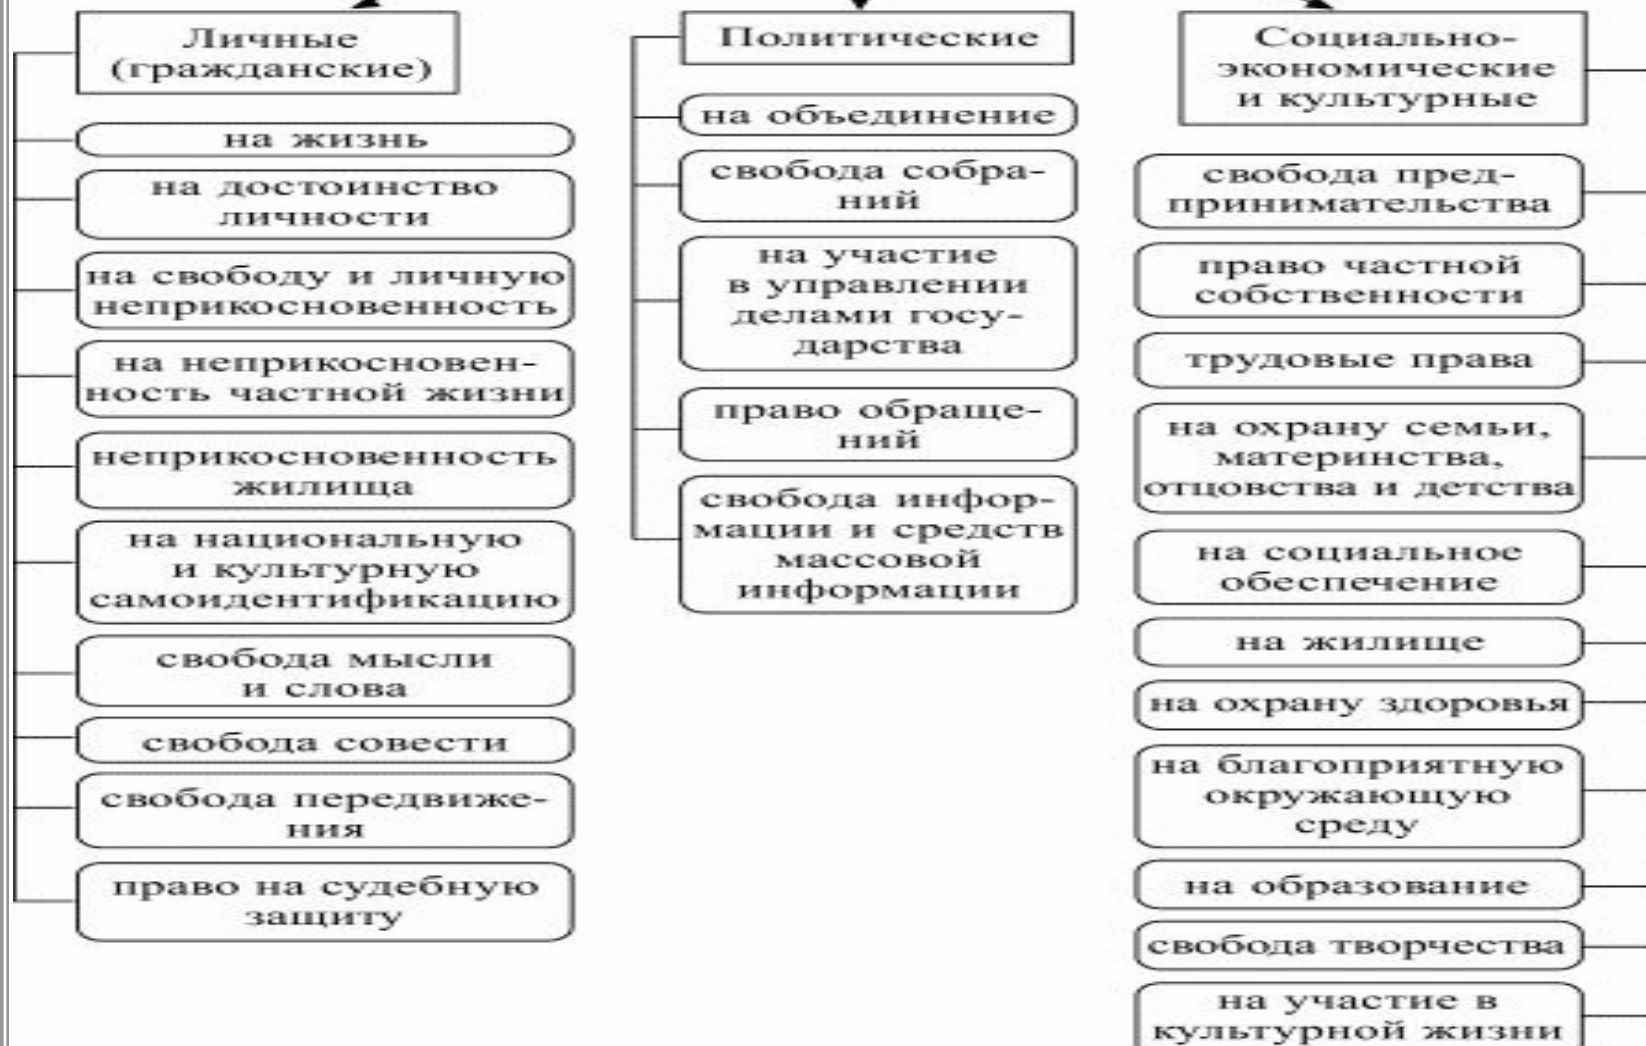 Личные
(гражданские)
на жизнь
на достоинство
личности
на свободу и личную
неприкосновенность
на неприкосновен-
ность частной жизни
неприкосновенность
жилища
на национальную
и культурную
самоидентификацию
свобода мысли
и слова
свобода совести
свобода передвиже-
ния
право на судебную
защиту
Политические
на объединение
свобода собра-
ний
на участие
в управлении
делами госу-
дарства
право обраще-
ний
свобода инфор-
мации и средств
массовой
информации
Социально-
экономические
и культурные
свобода пред-
принимательства
право частной
собственности
трудовые права
на охрану семьи,
материнства,
отцовства и детства
на социальное
обеспечение
на жилище
на охрану здоровья
на благоприятную
окружающую
среду
на образование
свобода творчества
на участие в
культурной жизни